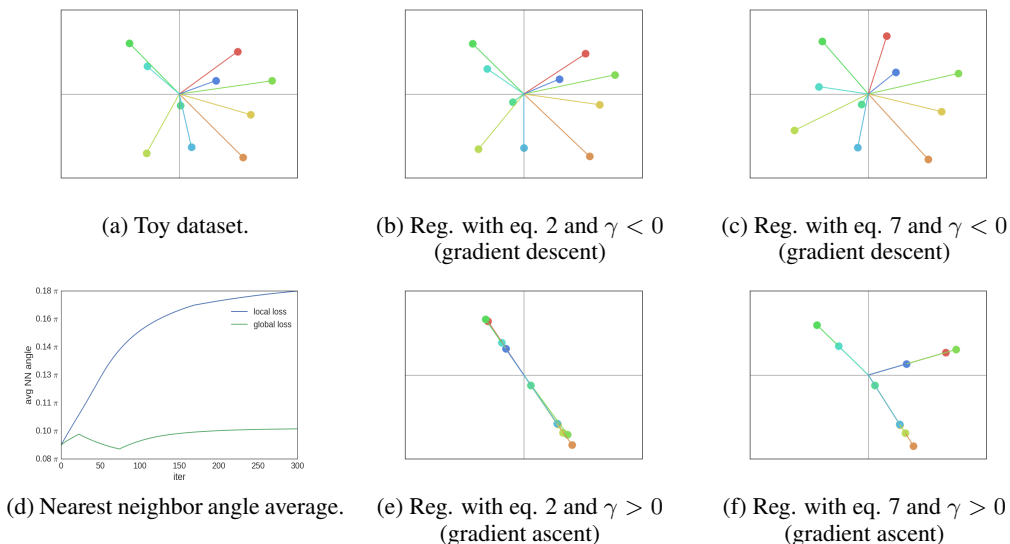 (a) Toy dataset.
(b) Reg. with eq. 2 and γ < 0
(gradient descent)
(c) Reg. with eq. 7 and γ < 0
(gradient descent)
0.18 π
0.16 π
0.14 π
0.13 π
0.11 π
0.10 π
0.08 π
avg NN angle
local loss
global loss
0 50 100 150 200 250 300
iter
(d) Nearest neighbor angle average.
(e) Reg. with eq. 2 and γ > 0
(gradient ascent)
(f) Reg. with eq. 7 and γ > 0
(gradient ascent)